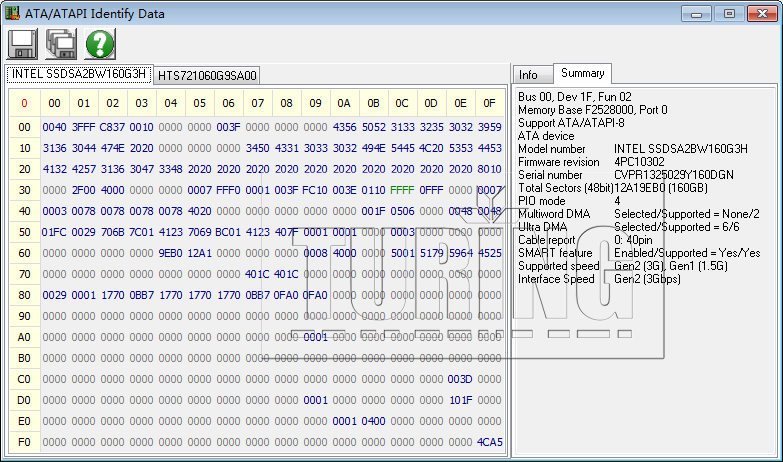 ATA/ATAPI Identify Data
INTEL SSDSA2BW160G3H HTS721060G9SA00
0 00 01 02 03 04 05 06 07 08 09 0A 0B 0C 0D 0E 0F
00 0040 3FFF C837 0010 0000 0000 003F 0000 0000 0000 4356 5052 3133 3235 3032 3959
10 3136 3044 474E 2020 0000 0000 0000 3450 4331 3033 3032 494E 5445 4C20 5353 4453
20 4132 4257 3136 3047 3348 2020 2020 2020 2020 2020 2020 2020 2020 2020 2020 8010
30 0000 2F00 4000 0000 0000 0007 FFF0 0001 003F FC10 003E 0110 FFFF 0FFF 0000 0007
40 0003 0078 0078 0078 0078 4020 0000 0000 0000 0000 0000 001F 0506 0000 0048 0048
50 01FC 0029 706B 7C01 4123 7069 BC01 4123 407F 0001 0001 0000 0003 0000 0000 0000
60 0000 0000 0000 0000 9EB0 12A1 0000 0000 0000 0008 4000 0000 5001 5179 5964 4525
70 0000 0000 0000 0000 0000 0000 0000 401C 401C 0000 0000 0000 0000 0000 0000 0000
80 0029 0001 1770 0BB7 1770 1770 1770 0BB7 0FA0 0FA0 0000 0000 0000 0000 0000 0000
90 0000 0000 0000 0000 0000 0000 0000 0000 0000 0000 0000 0000 0000 0000 0000 0000
A0 0000 0000 0000 0000 0000 0000 0000 0000 0000 0001 0000 0000 0000 0000 0000 0000
B0 0000 0000 0000 0000 0000 0000 0000 0000 0000 0000 0000 0000 0000 0000 0000 0000
C0 0000 0000 0000 0000 0000 0000 0000 0000 0000 0000 0000 0000 0000 0000 003D 0000
D0 0000 0000 0000 0000 0000 0000 0000 0000 0000 0001 0000 0000 0000 0000 101F 0000
E0 0000 0000 0000 0000 0000 0000 0000 0000 0000 0000 0001 0400 0000 0000 0000 0000
F0 0000 0000 0000 0000 0000 0000 0000 0000 0000 0000 0000 0000 0000 0000 0000 4CA5
Info Summary
Bus 00, Dev 1F, Fun 02
Memory Base F2528000, Port 0
Support ATA/ATAPI-8
ATA device
Model number INTEL SSDSA2BW160G3H
Firmware revision 4PC10302
Serial number CVPR1325029Y160DGN
Total Sectors (48bit)12A19EB0 (160GB)
PIO mode 4
Multiword DMA Selected/Supported = None/2
Ultra DMA Selected/Supported = 6/6
Cable report 0: 40pin
SMART feature Enabled/Supported = Yes/Yes
Supported speed Gen2 (3G), Gen1 (1.5G)
Interface Speed Gen2 (3Gbps)
TURING